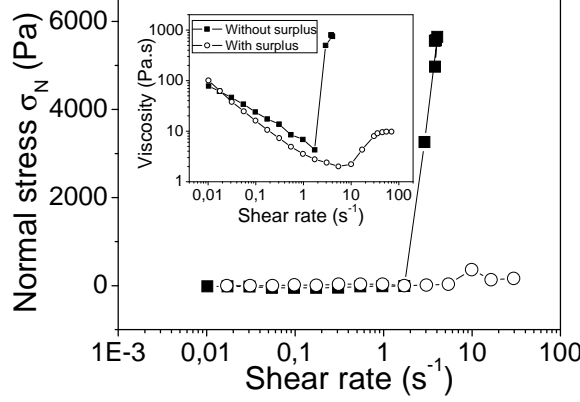 6000
4000
2000
0
Normal stress σN (Pa)
1000
100
10
1
Viscosity (Pa.s)
Without surplus
With surplus
0,01 0,1 1 10 100
Shear rate (s-1)
1E-3 0,01 0,1 1 10 100
Shear rate (s-1)